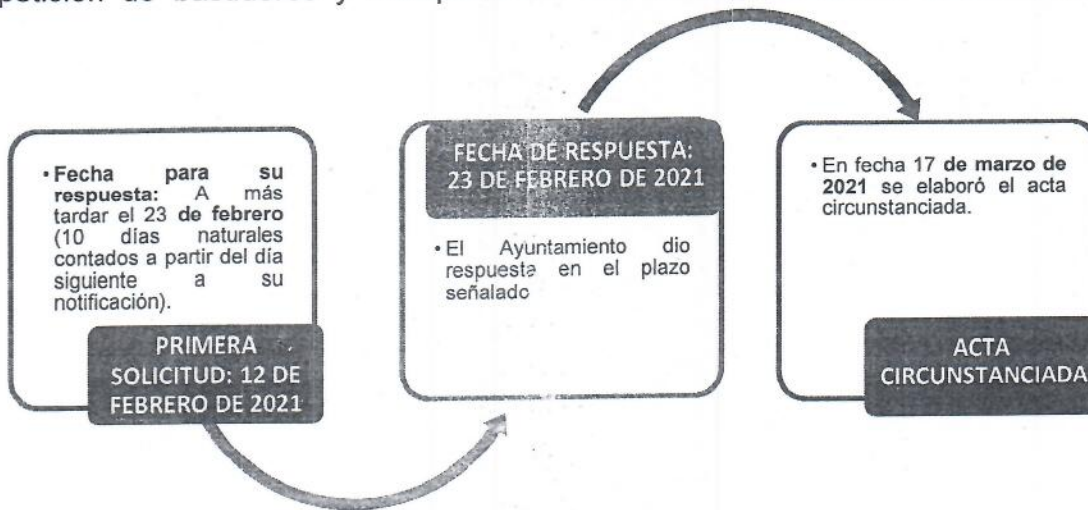 • Fecha para su
respuesta: A más
tardar el 23 de febrero
(10 días naturales
contados a partir del día
siguiente a su
notificación).
PRIMERA
SOLICITUD: 12 DE
FEBRERO DE 2021
FECHA DE RESPUESTA:
23 DE FEBRERO DE 2021
• El Ayuntamiento dio
respuesta en el plazo
señalado
• En fecha 17 de marzo de
2021 se elaboró el acta
circunstanciada.
ACTA
CIRCUNSTANCIADA